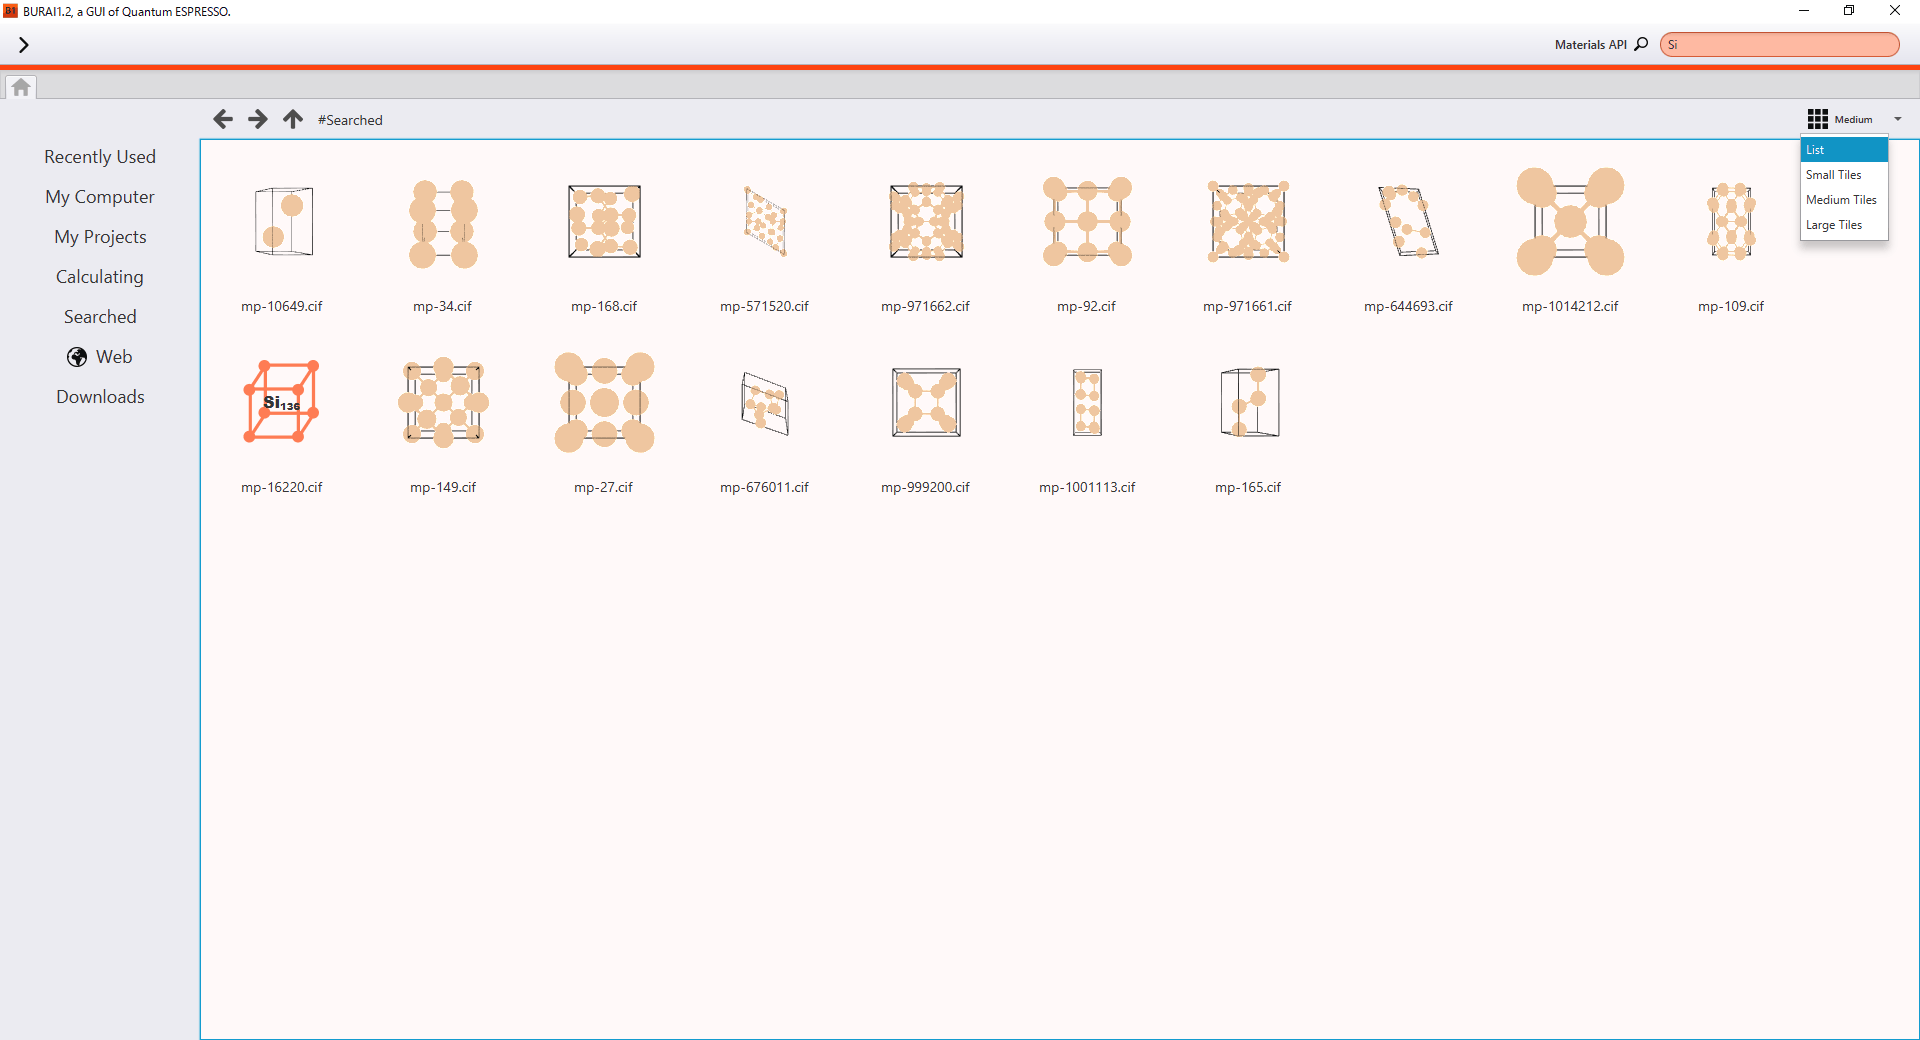 BURAI1.2, a GUI of Quantum ESPRESSO.
Materials API
Si
#Searched
Medium
List
Small Tiles
Medium Tiles
Large Tiles
Recently Used
My Computer
My Projects
Calculating
Searched
Web
Downloads
mp-10649.cif
mp-34.cif
mp-168.cif
mp-571520.cif
mp-971662.cif
mp-92.cif
mp-971661.cif
mp-644693.cif
mp-1014212.cif
mp-109.cif
Si₁₃₆
mp-16220.cif
mp-149.cif
mp-27.cif
mp-676011.cif
mp-999200.cif
mp-1001113.cif
mp-165.cif